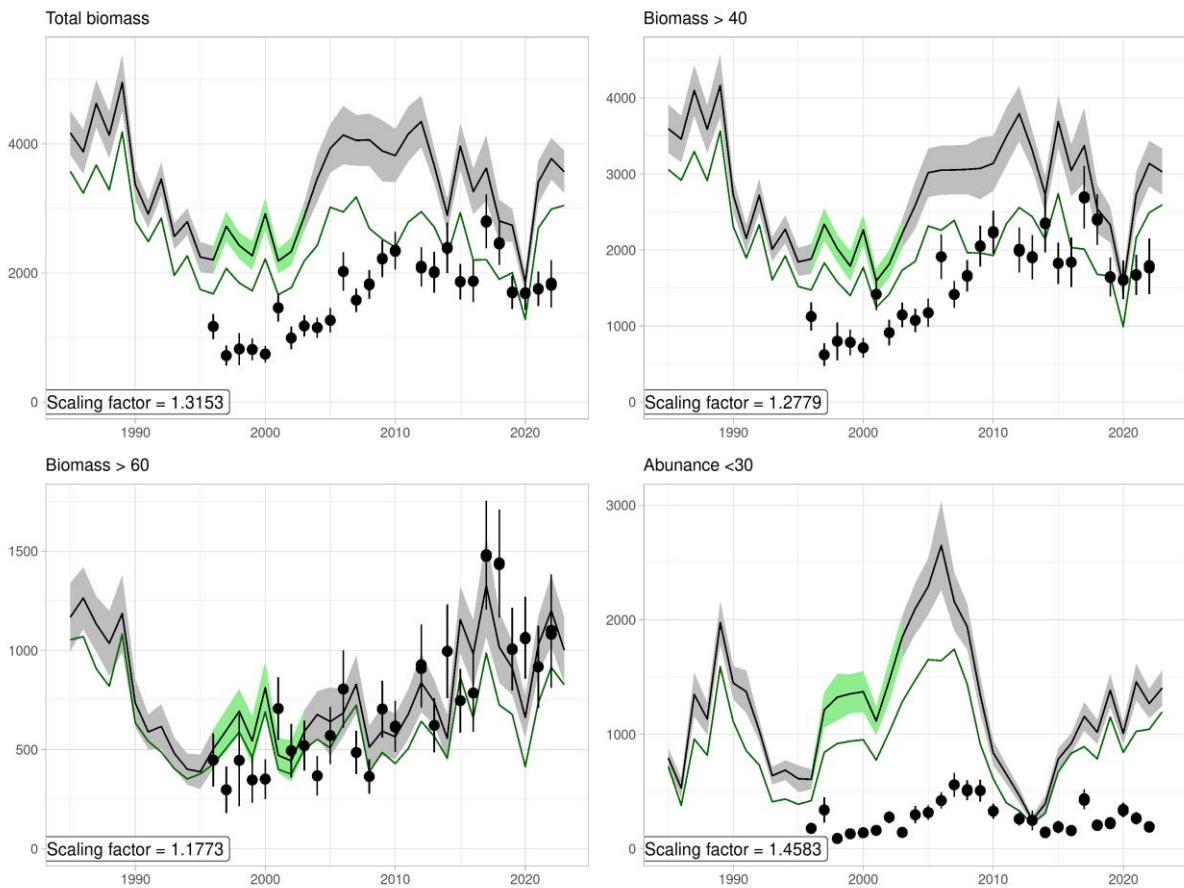 Total biomass
4000
2000
0
Scaling factor = 1.3153
1990 2000 2010 2020
Biomass > 40
4000
3000
2000
1000
0
Scaling factor = 1.2779
1990 2000 2010 2020
Biomass > 60
1500
1000
500
0
Scaling factor = 1.1773
1990 2000 2010 2020
Abunance <30
3000
2000
1000
0
Scaling factor = 1.4583
1990 2000 2010 2020